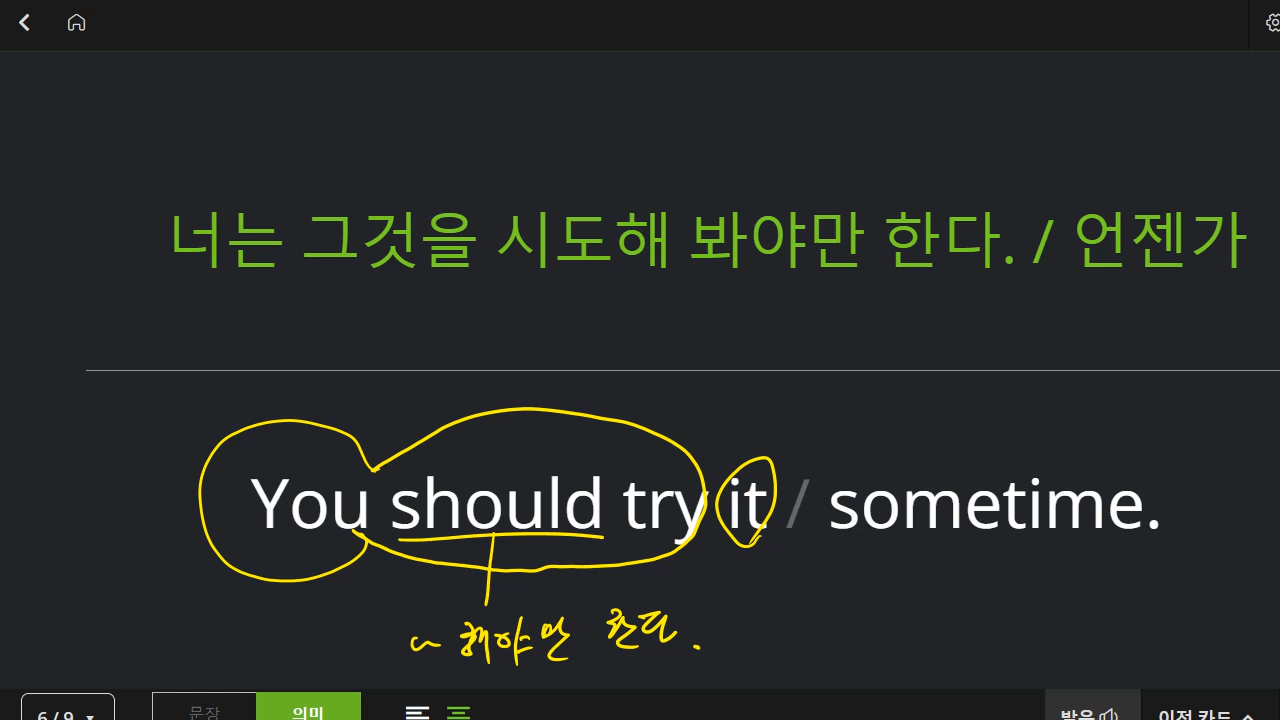 너는 그것을 시도해 봐야만 한다. / 언젠가
You should try it / sometime.
~ 해야만 한다.
6 / 9 ▼ 문장 의미 발음 이전 카드